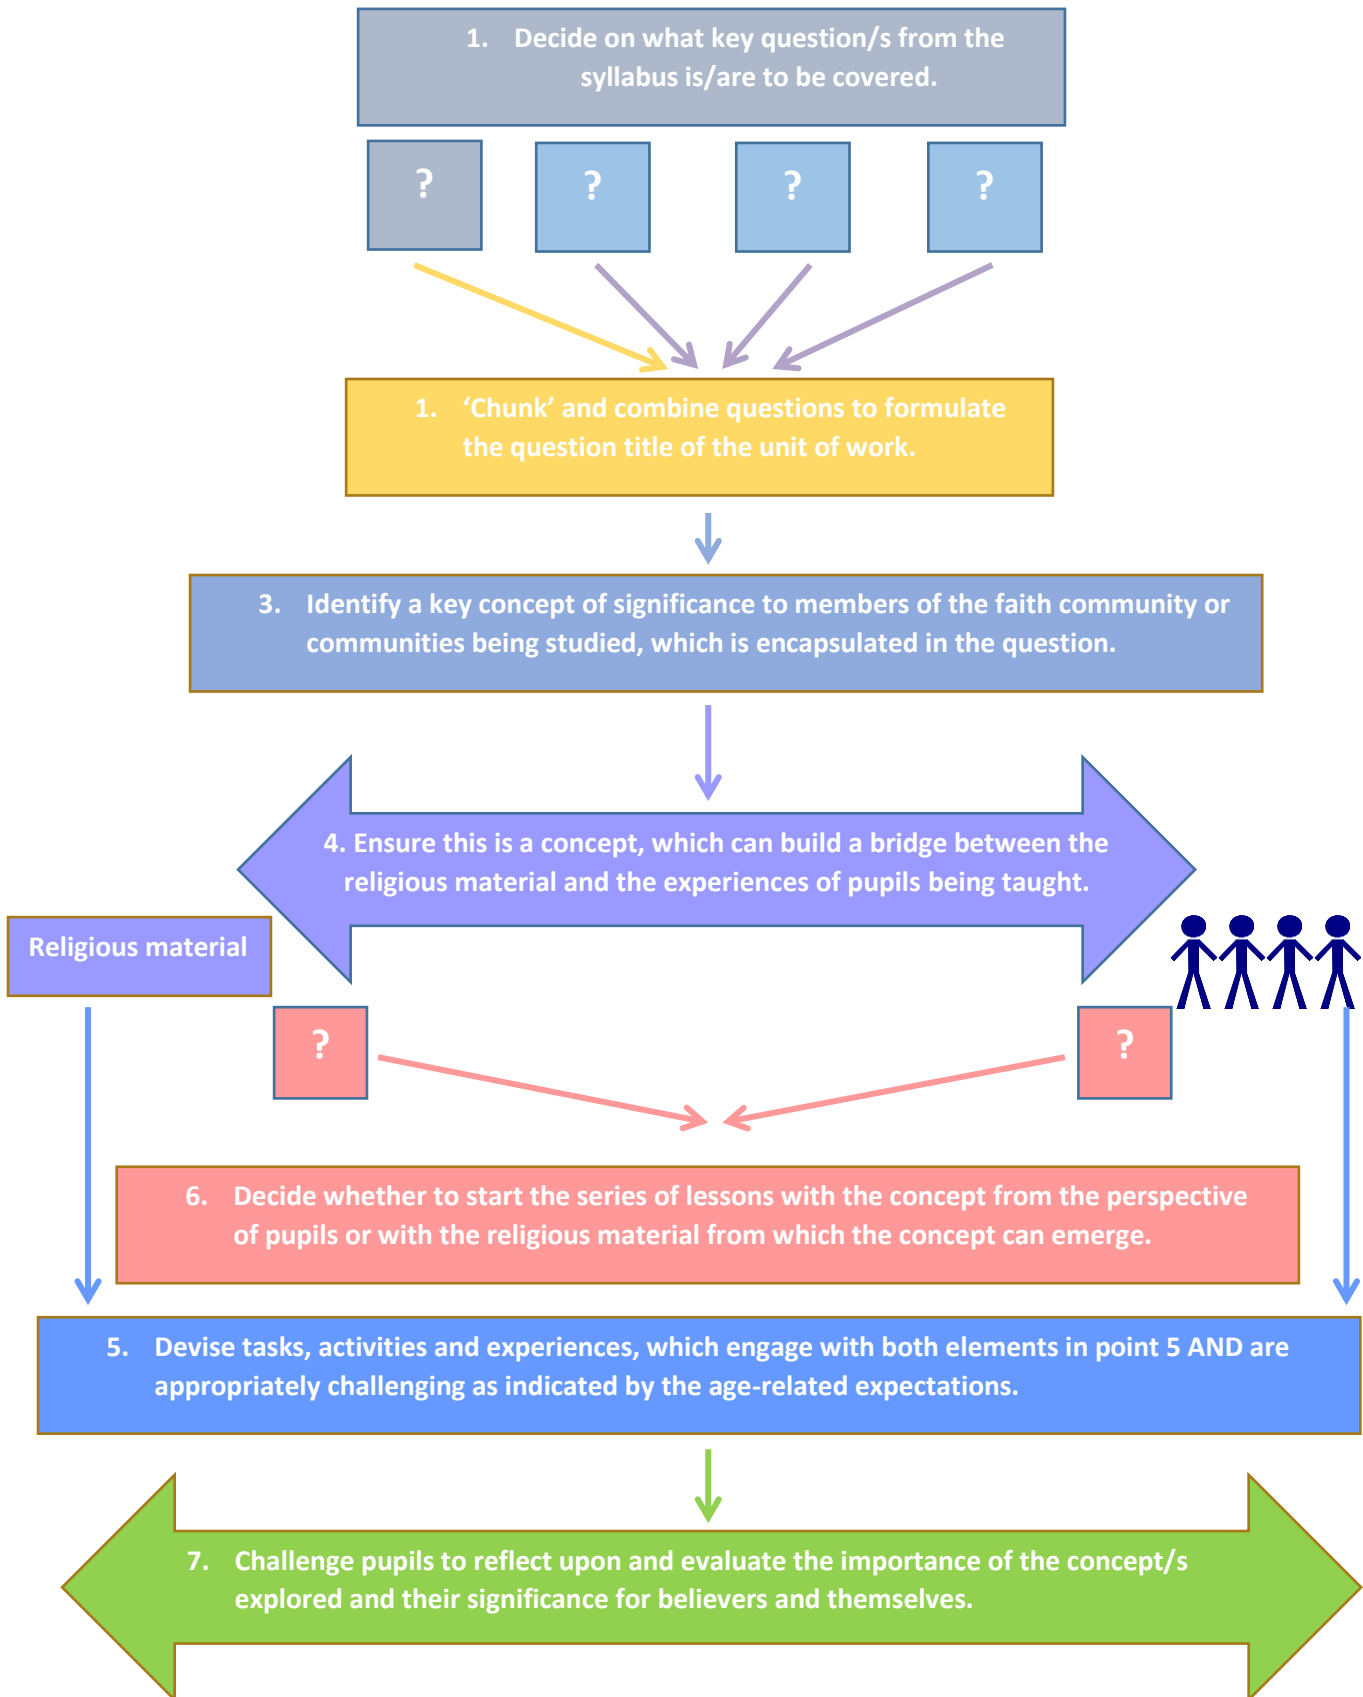 1. Decide on what key question/s from the
syllabus is/are to be covered.
? ? ? ?
1. ‘Chunk’ and combine questions to formulate
the question title of the unit of work.
3. Identify a key concept of significance to members of the faith community or
communities being studied, which is encapsulated in the question.
4. Ensure this is a concept, which can build a bridge between the
religious material and the experiences of pupils being taught.
Religious material
? ?
6. Decide whether to start the series of lessons with the concept from the perspective
of pupils or with the religious material from which the concept can emerge.
5. Devise tasks, activities and experiences, which engage with both elements in point 5 AND are
appropriately challenging as indicated by the age-related expectations.
7. Challenge pupils to reflect upon and evaluate the importance of the concept/s
explored and their significance for believers and themselves.